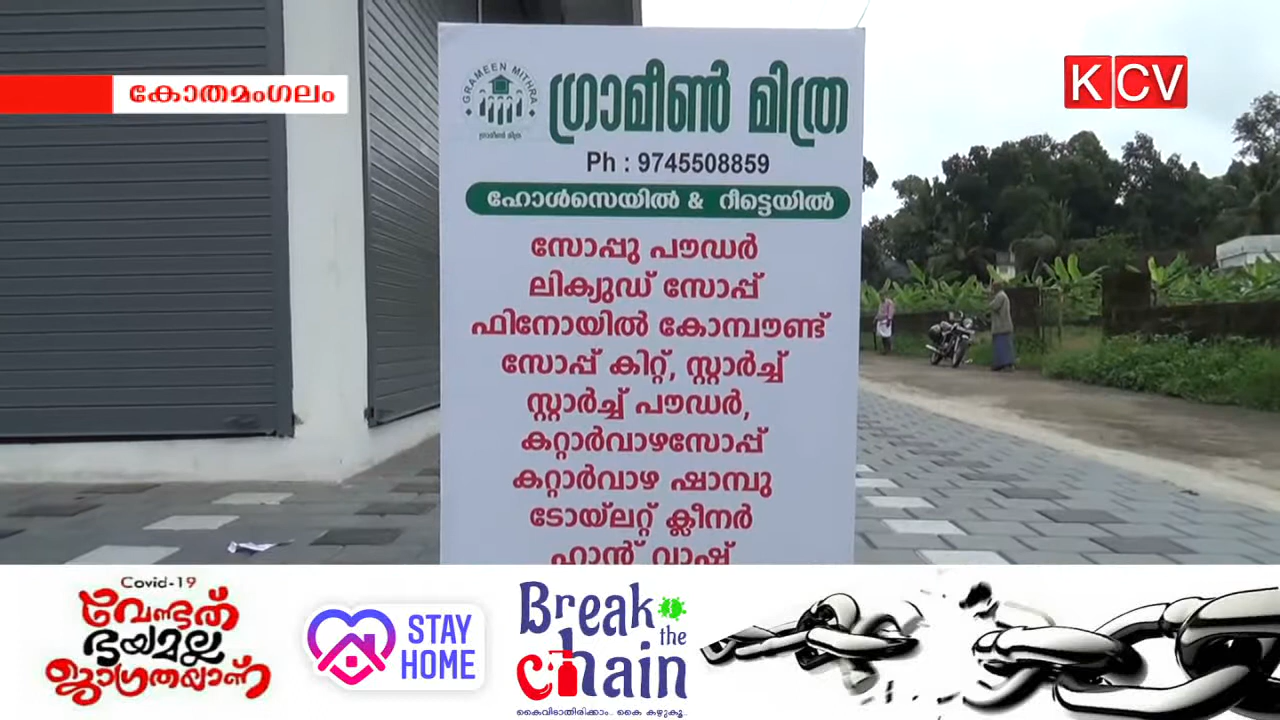 കോതമംഗലം
KCV
GRAMEEN MITHRA
ഗ്രാമീൺ മിത്ര
ഗ്രാമീൺ മിത്ര
Ph : 9745508859
ഹോൾസെയിൽ & റീട്ടെയിൽ
സോപ്പു പൗഡർ
ലിക്യുഡ് സോപ്പ്
ഫിനോയിൽ കോമ്പൗണ്ട്
സോപ്പ് കിറ്റ്, സ്റ്റാർച്ച്
സ്റ്റാർച്ച് പൗഡർ,
കറ്റാർവാഴസോപ്പ്
കറ്റാർവാഴ ഷാമ്പു
ടോയ്ലറ്റ് ക്ലീനർ
ഹാൻ്റ് വാഷ്
Covid-19
വേണ്ടത്
ഭയമല്ല
ജാഗ്രതയാണ്
STAY
HOME
Break
the
chain
കൈവിടാതിരിക്കാം.. കൈ കഴുകൂ..